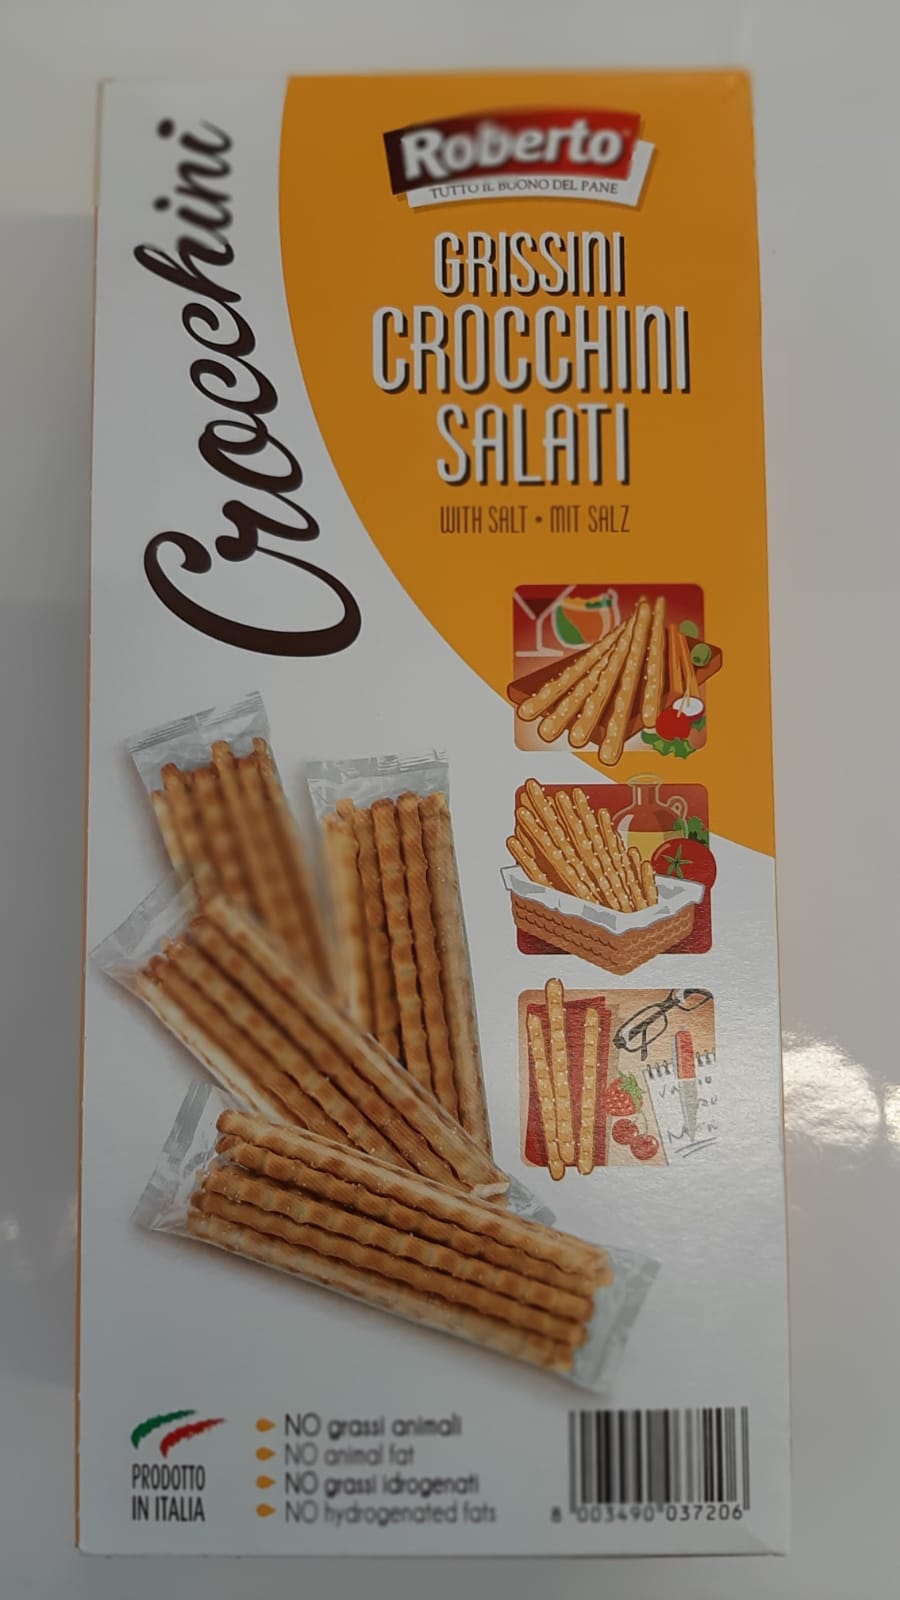 Crocchini
Roberto
TUTTO IL BUONO DEL PANE
GRISSINI
CROCCHINI
SALATI
WITH SALT • MIT SALZ
PRODOTTO
IN ITALIA
NO grassi animali
NO animal fat
NO grassi idrogenati
NO hydrogenated fats
8 003490 037206